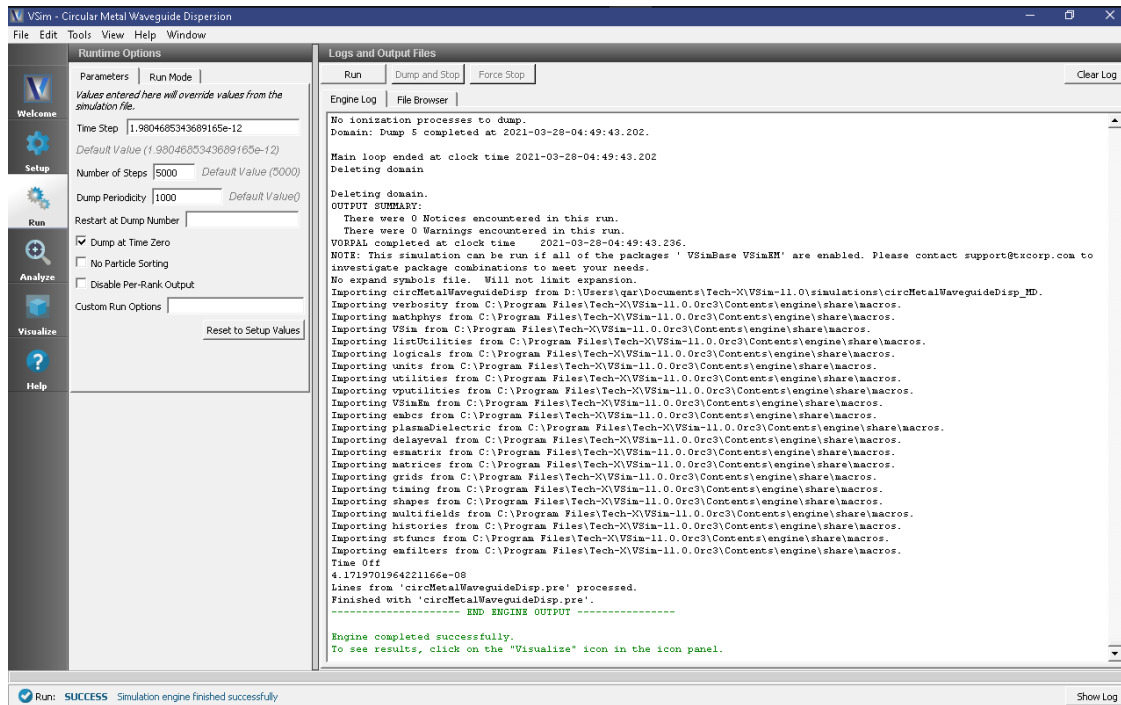 VSim - Circular Metal Waveguide Dispersion
File Edit Tools View Help Window
Welcome
Setup
Run
Analyze
Visualize
Help
Runtime Options
Parameters Run Mode
Values entered here will override values from the
simulation file.
Time Step 1.9804685343689165e-12
Default Value (1.9804685343689165e-12)
Number of Steps 5000 Default Value (5000)
Dump Periodicity 1000 Default Value()
Restart at Dump Number
Dump at Time Zero
No Particle Sorting
Disable Per-Rank Output
Custom Run Options
Reset to Setup Values
Logs and Output Files
Run Dump and Stop Force Stop Clear Log
Engine Log File Browser
No ionization processes to dump.
Domain: Dump 5 completed at 2021-03-28-04:49:43.202.
Main loop ended at clock time 2021-03-28-04:49:43.202
Deleting domain
Deleting domain.
OUTPUT SUMMARY:
There were 0 Notices encountered in this run.
There were 0 Warnings encountered in this run.
VORPAL completed at clock time 2021-03-28-04:49:43.236.
NOTE: This simulation can be run if all of the packages ' VSimBase VSimEM' are enabled. Please contact support@txcorp.com to
investigate package combinations to meet your needs.
No expand symbols file. Will not limit expansion.
Importing circMetalWaveguideDisp from D:\Users\qar\Documents\Tech-X\VSim-11.0\simulations\circMetalWaveguideDisp_MD.
Importing verbosity from C:\Program Files\Tech-X\VSim-11.0.0rc3\Contents\engine\share\macros.
Importing mathphys from C:\Program Files\Tech-X\VSim-11.0.0rc3\Contents\engine\share\macros.
Importing VSim from C:\Program Files\Tech-X\VSim-11.0.0rc3\Contents\engine\share\macros.
Importing listUtilities from C:\Program Files\Tech-X\VSim-11.0.0rc3\Contents\engine\share\macros.
Importing logicals from C:\Program Files\Tech-X\VSim-11.0.0rc3\Contents\engine\share\macros.
Importing units from C:\Program Files\Tech-X\VSim-11.0.0rc3\Contents\engine\share\macros.
Importing utilities from C:\Program Files\Tech-X\VSim-11.0.0rc3\Contents\engine\share\macros.
Importing vputilities from C:\Program Files\Tech-X\VSim-11.0.0rc3\Contents\engine\share\macros.
Importing VSimEm from C:\Program Files\Tech-X\VSim-11.0.0rc3\Contents\engine\share\macros.
Importing embcs from C:\Program Files\Tech-X\VSim-11.0.0rc3\Contents\engine\share\macros.
Importing plasmaDielectric from C:\Program Files\Tech-X\VSim-11.0.0rc3\Contents\engine\share\macros.
Importing delayeval from C:\Program Files\Tech-X\VSim-11.0.0rc3\Contents\engine\share\macros.
Importing esmatrix from C:\Program Files\Tech-X\VSim-11.0.0rc3\Contents\engine\share\macros.
Importing matrices from C:\Program Files\Tech-X\VSim-11.0.0rc3\Contents\engine\share\macros.
Importing grids from C:\Program Files\Tech-X\VSim-11.0.0rc3\Contents\engine\share\macros.
Importing timing from C:\Program Files\Tech-X\VSim-11.0.0rc3\Contents\engine\share\macros.
Importing shapes from C:\Program Files\Tech-X\VSim-11.0.0rc3\Contents\engine\share\macros.
Importing multifields from C:\Program Files\Tech-X\VSim-11.0.0rc3\Contents\engine\share\macros.
Importing histories from C:\Program Files\Tech-X\VSim-11.0.0rc3\Contents\engine\share\macros.
Importing stfuncs from C:\Program Files\Tech-X\VSim-11.0.0rc3\Contents\engine\share\macros.
Importing emfilters from C:\Program Files\Tech-X\VSim-11.0.0rc3\Contents\engine\share\macros.
Time Off
4.1719701964221166e-08
Lines from 'circMetalWaveguideDisp.pre' processed.
Finished with 'circMetalWaveguideDisp.pre'.
--------------------- END ENGINE OUTPUT ----------------
Engine completed successfully.
To see results, click on the "Visualize" icon in the icon panel.
Run: SUCCESS Simulation engine finished successfully Show Log